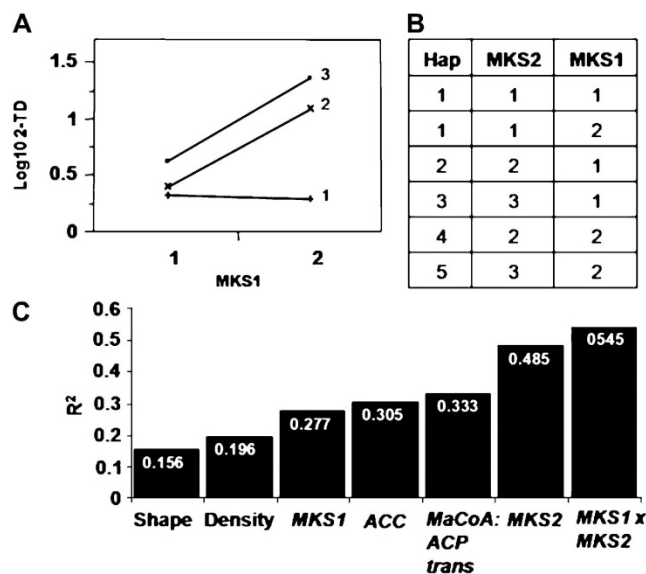 A
Log102-TD
1.5
1
0.5
0
3
2
1
1 2
MKS1
B
Hap MKS2 MKS1
1 1 1
1 1 2
2 2 1
3 3 1
4 2 2
5 3 2
C
R2
0.6
0.5
0.4
0.3
0.2
0.1
0
0.156
0.196
0.277
0.305
0.333
0.485
0545
Shape Density MKS1 ACC MaCoA: ACP trans MKS2 MKS1 x MKS2